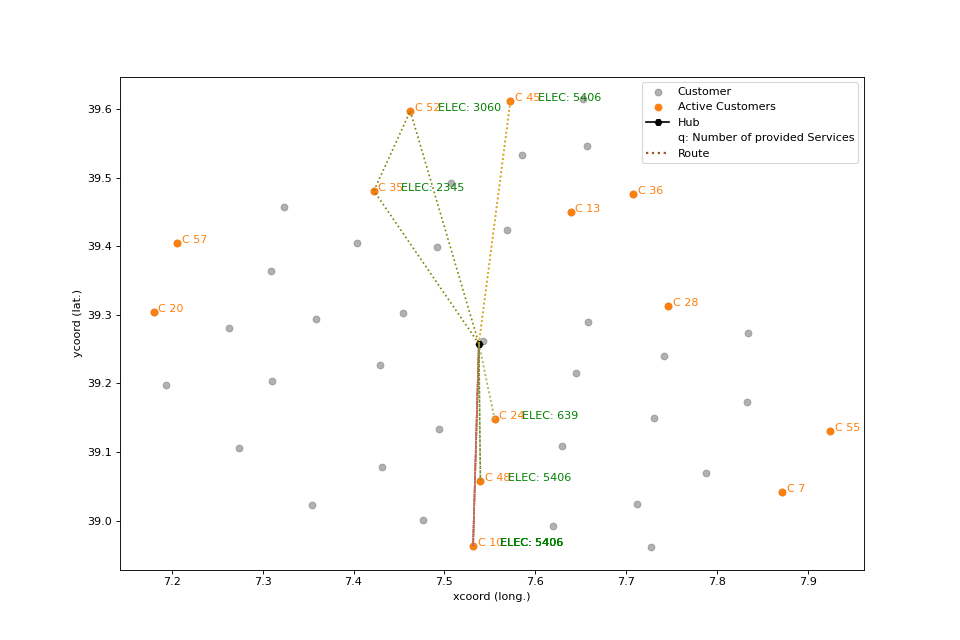 Customer
Active Customers
Hub
q: Number of provided Services
Route
C 52 ELEC: 3060
C 45 ELEC: 5406
C 35 ELEC: 2345
C 36
C 13
C 57
C 20
C 28
C 24 ELEC: 639
C 55
C 48 ELEC: 5406
C 7
C 10 ELEC: 5406
39.6
39.5
39.4
39.3
39.2
39.1
39.0
ycoord (lat.)
7.2 7.3 7.4 7.5 7.6 7.7 7.8 7.9
xcoord (long.)